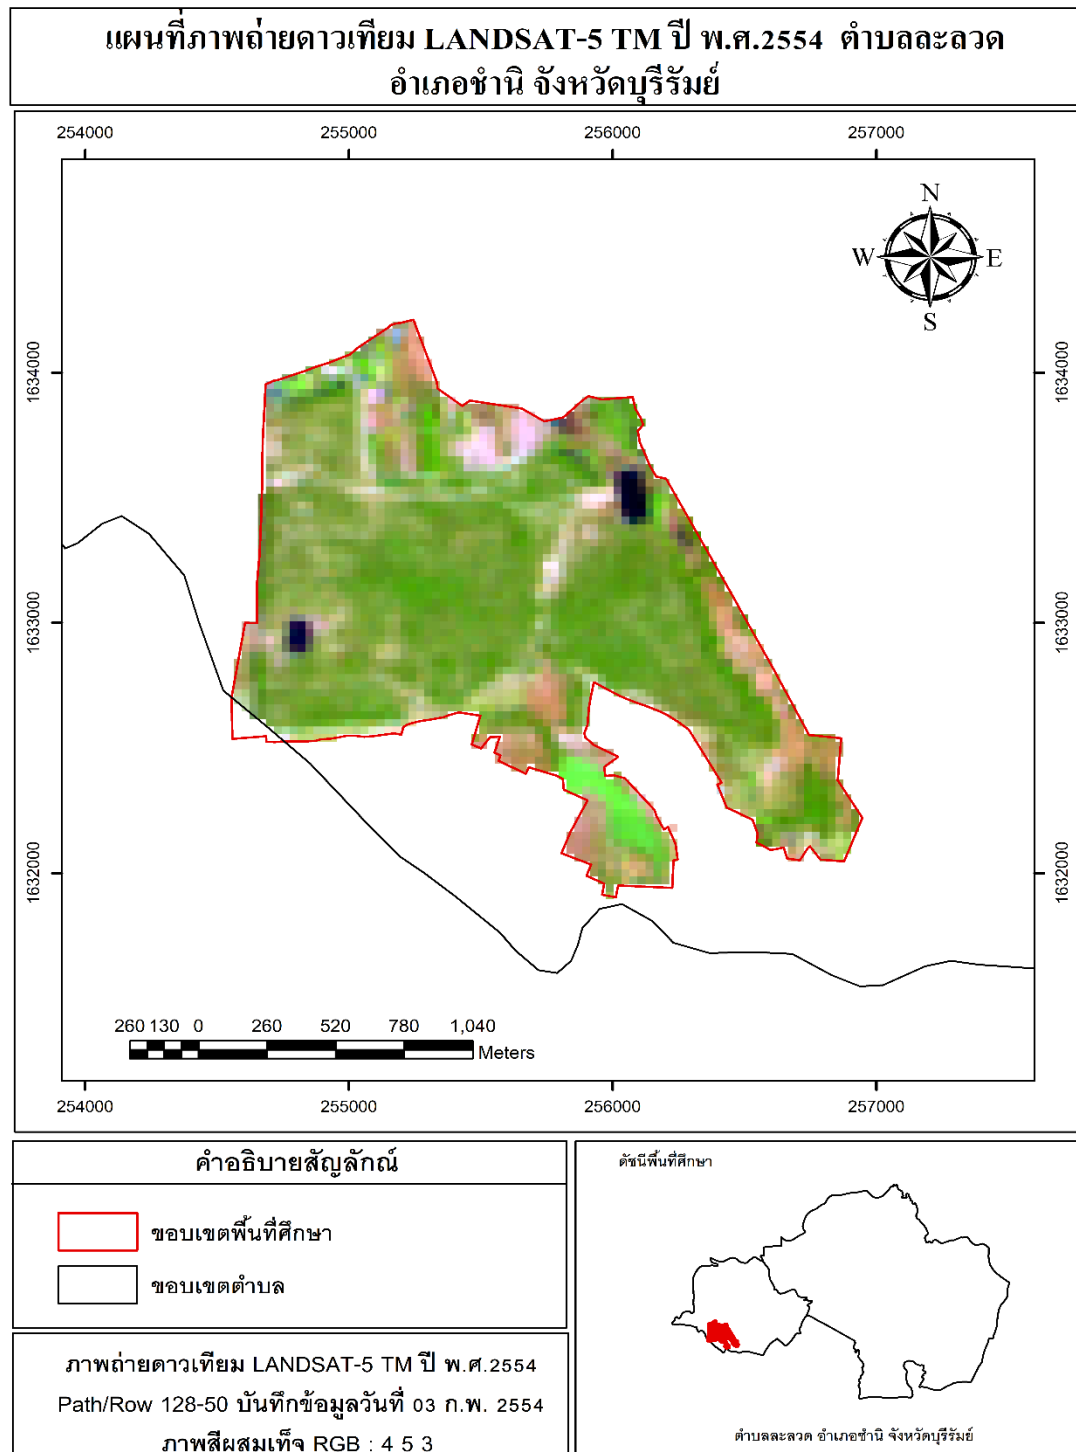 แผนที่ภาพถ่ายดาวเทียม LANDSAT-5 TM ปี พ.ศ.2554 ตำบลละลวด
อำเภอชำนิ จังหวัดบุรีรัมย์
254000 255000 256000 257000
N
W E
S
1634000 1634000
1633000 1633000
1632000 1632000
260 130 0 260 520 780 1,040
Meters
254000 255000 256000 257000
คำอธิบายสัญลักณ์
ขอบเขตพื้นที่ศึกษา
ขอบเขตตำบล
ภาพถ่ายดาวเทียม LANDSAT-5 TM ปี พ.ศ.2554
Path/Row 128-50 บันทึกข้อมูลวันที่ 03 ก.พ. 2554
ภาพสีผสมเท็จ RGB : 4 5 3
ดัชนีพื้นที่ศึกษา
ตำบลละลวด อำเภอชำนิ จังหวัดบุรีรัมย์